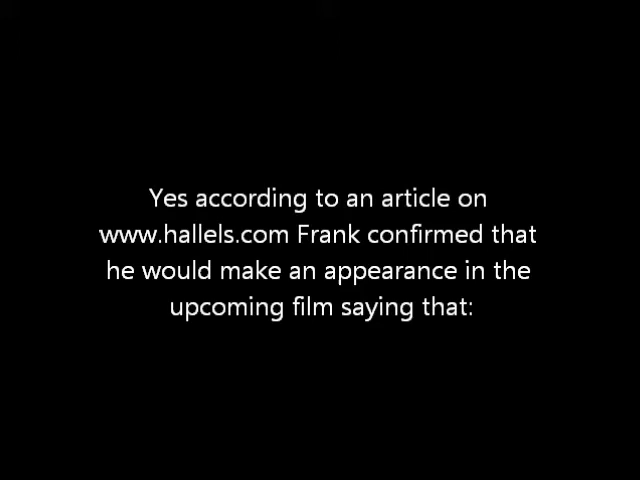 Yes according to an article on
www.hallels.com Frank confirmed that
he would make an appearance in the
upcoming film saying that: